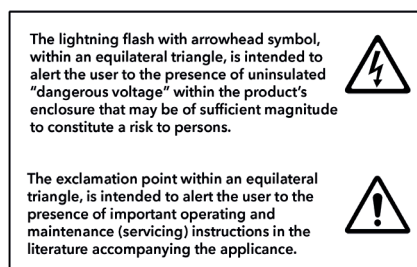 The lightning flash with arrowhead symbol,
within an equilateral triangle, is intended to
alert the user to the presence of uninsulated
“dangerous voltage” within the product’s
enclosure that may be of sufficient magnitude
to constitute a risk to persons.
The exclamation point within an equilateral
triangle, is intended to alert the user to the
presence of important operating and
maintenance (servicing) instructions in the
literature accompanying the applicance.